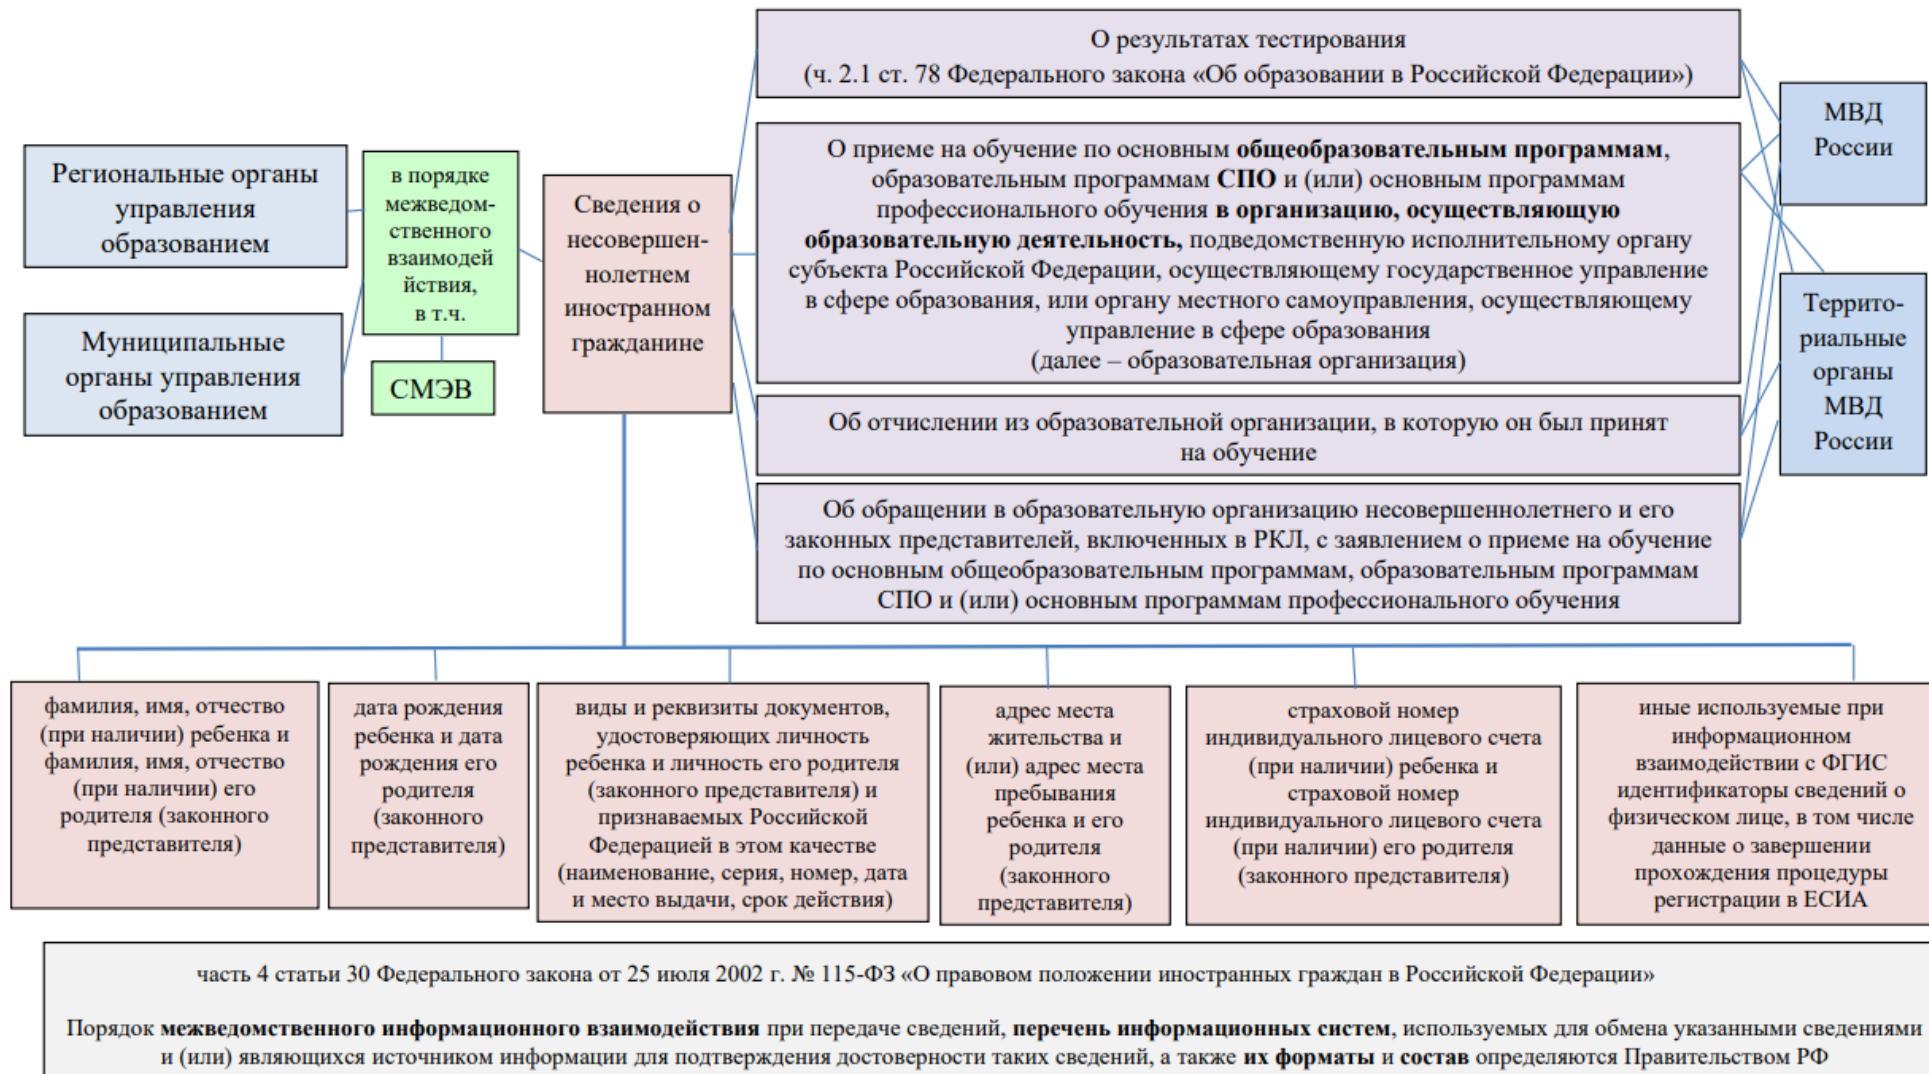 О результатах тестирования
(ч. 2.1 ст. 78 Федерального закона «Об образовании в Российской Федерации»)
МВД
России
Региональные органы
управления
образованием
в порядке
межведом-
ственного
взаимодей
йствия,
в т.ч.
Сведения о
несовершен-
нолетнем
иностранном
гражданине
О приеме на обучение по основным общеобразовательным программам,
образовательным программам СПО и (или) основным программам
профессионального обучения в организацию, осуществляющую
образовательную деятельность, подведомственную исполнительному органу
субъекта Российской Федерации, осуществляющему государственное управление
в сфере образования, или органу местного самоуправления, осуществляющему
управление в сфере образования
(далее – образовательная организация)
Террито-
риальные
органы
МВД
России
Муниципальные
органы управления
образованием
СМЭВ
Об отчислении из образовательной организации, в которую он был принят
на обучение
Об обращении в образовательную организацию несовершеннолетнего и его
законных представителей, включенных в РКЛ, с заявлением о приеме на обучение
по основным общеобразовательным программам, образовательным программам
СПО и (или) основным программам профессионального обучения
фамилия, имя, отчество
(при наличии) ребенка и
фамилия, имя, отчество
(при наличии) его
родителя (законного
представителя)
дата рождения
ребенка и дата
рождения его
родителя
(законного
представителя)
виды и реквизиты документов,
удостоверяющих личность
ребенка и личность его родителя
(законного представителя) и
признаваемых Российской
Федерацией в этом качестве
(наименование, серия, номер, дата
и место выдачи, срок действия)
адрес места
жительства и
(или) адрес места
пребывания
ребенка и его
родителя
(законного
представителя)
страховой номер
индивидуального лицевого счета
(при наличии) ребенка и
страховой номер
индивидуального лицевого счета
(при наличии) его родителя
(законного представителя)
иные используемые при
информационном
взаимодействии с ФГИС
идентификаторы сведений о
физическом лице, в том числе
данные о завершении
прохождения процедуры
регистрации в ЕСИА
часть 4 статьи 30 Федерального закона от 25 июля 2002 г. № 115-ФЗ «О правовом положении иностранных граждан в Российской Федерации»
Порядок межведомственного информационного взаимодействия при передаче сведений, перечень информационных систем, используемых для обмена указанными сведениями
и (или) являющихся источником информации для подтверждения достоверности таких сведений, а также их форматы и состав определяются Правительством РФ